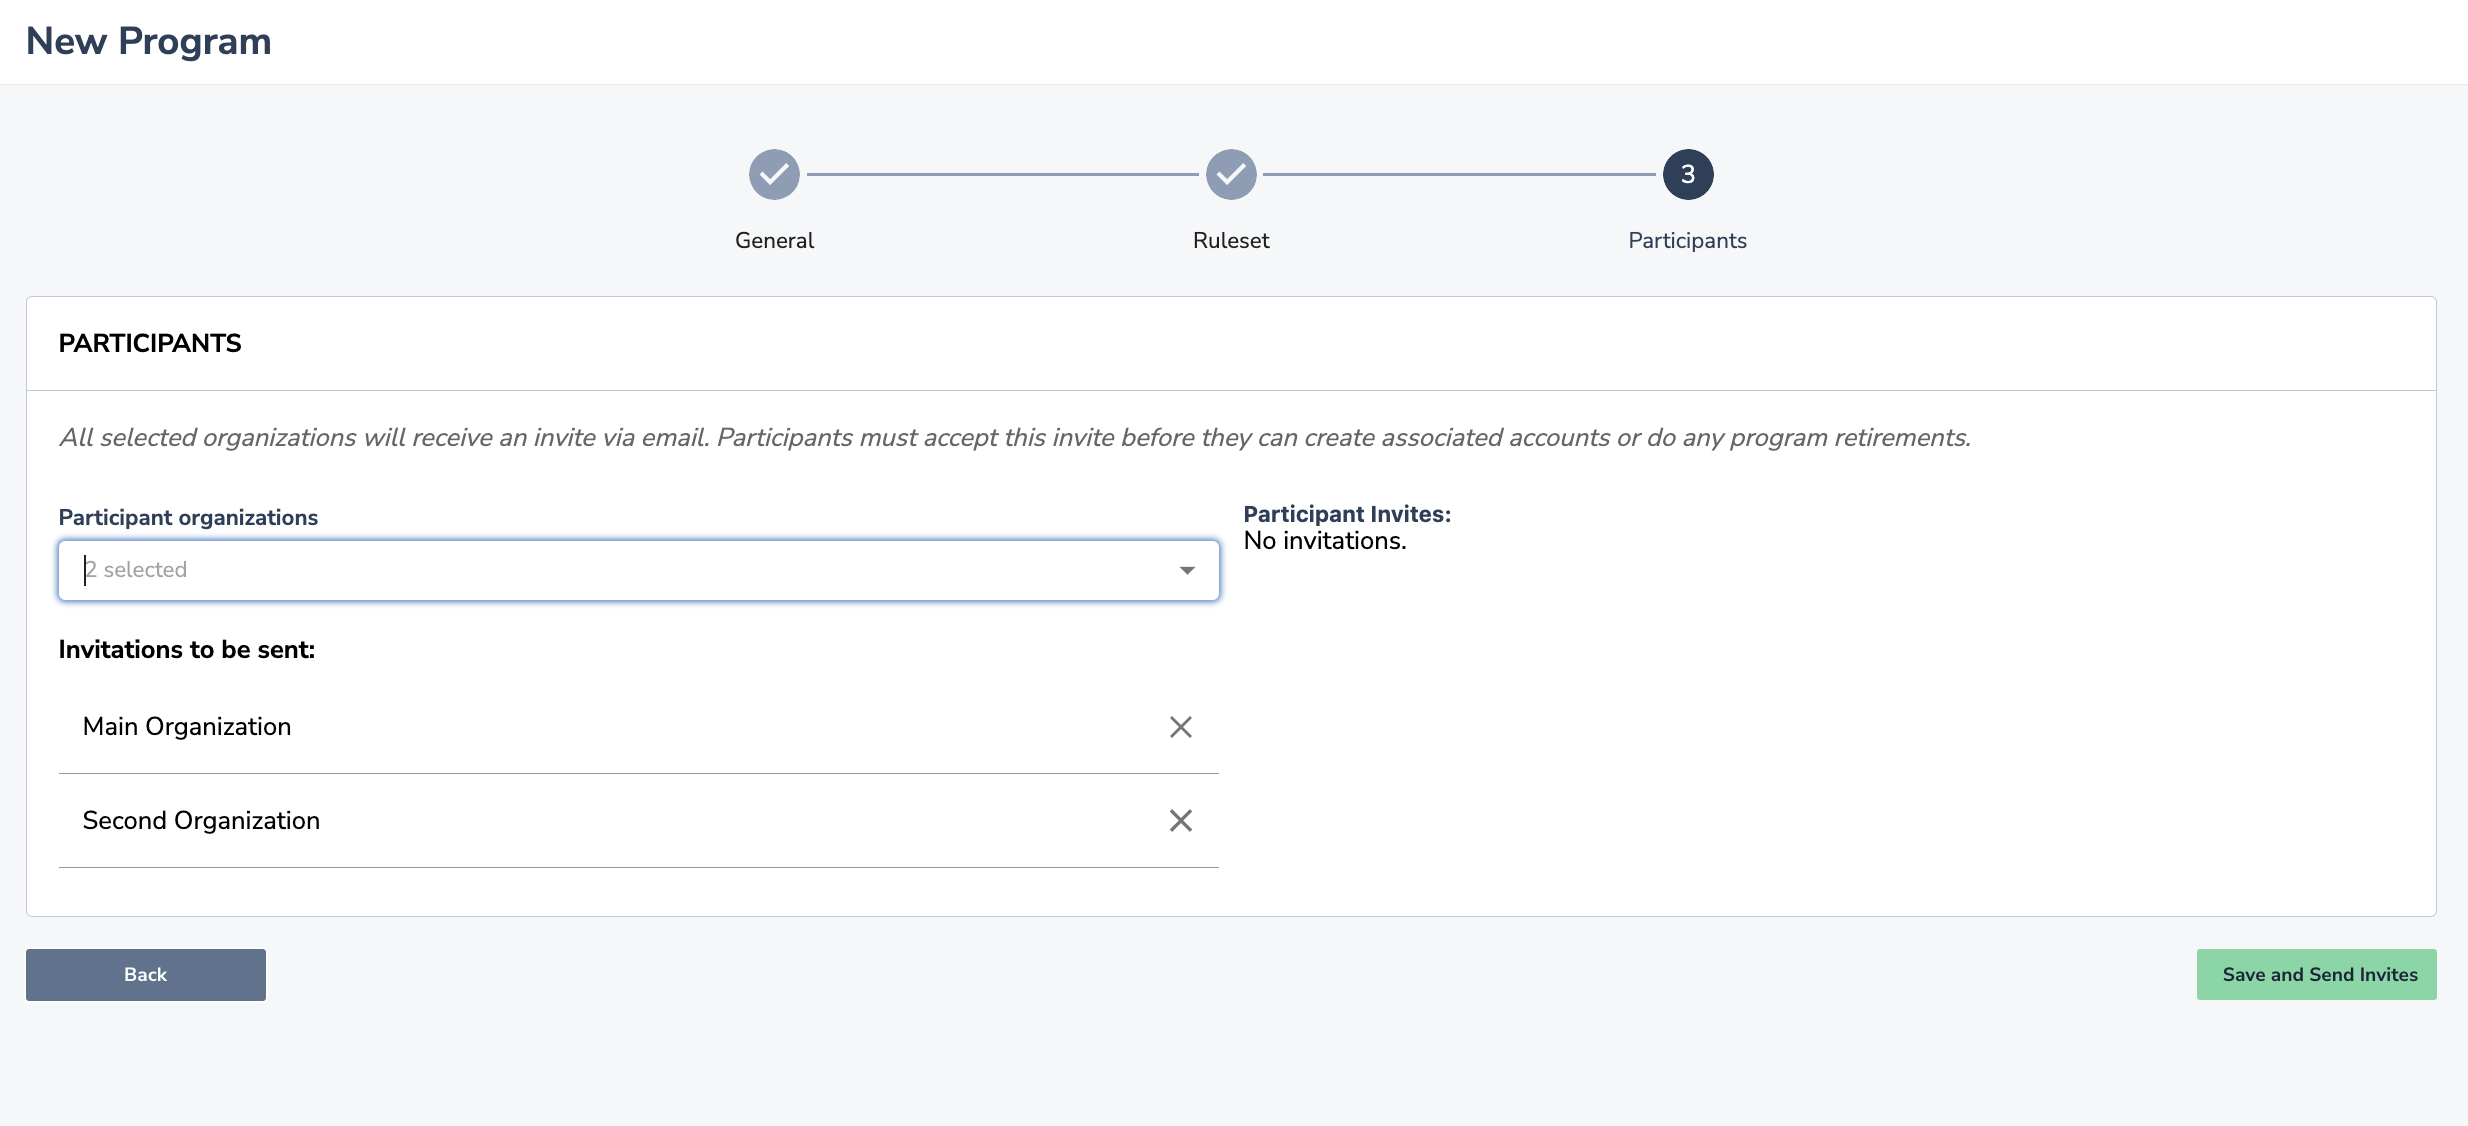 New Program
3
General
Ruleset
Participants
PARTICIPANTS
All selected organizations will receive an invite via email. Participants must accept this invite before they can create associated accounts or do any program retirements.
Participant organizations
2 selected
Participant Invites:
No invitations.
Invitations to be sent:
Main Organization
Second Organization
Back
Save and Send Invites